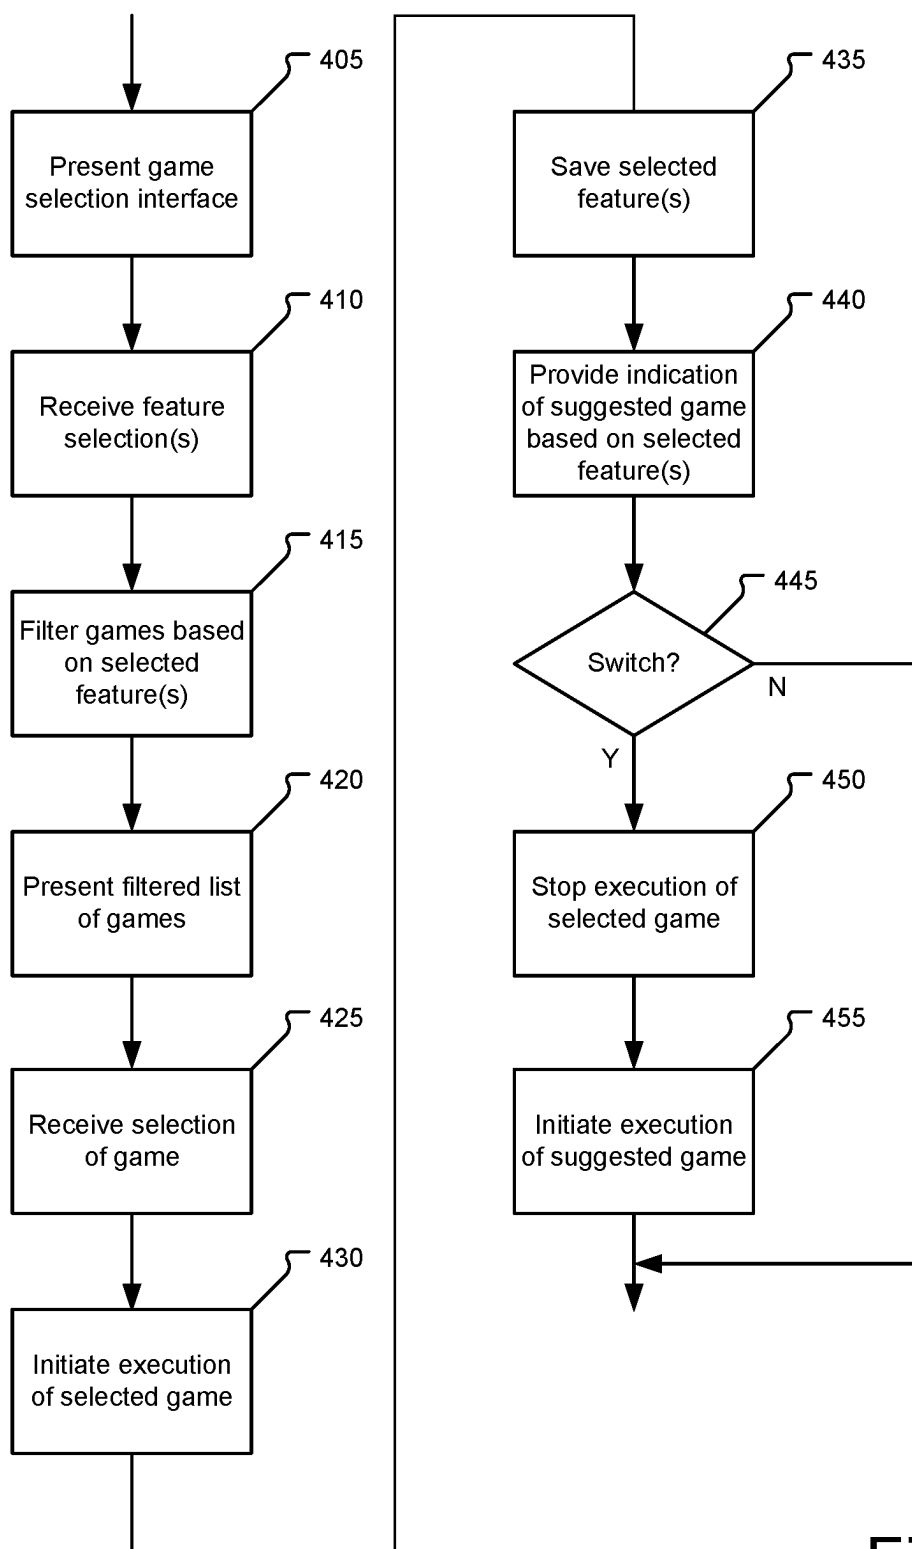 405
Present game
selection interface
410
Receive feature
selection(s)
415
Filter games based
on selected
feature(s)
420
Present filtered list
of games
425
Receive selection
of game
430
Initiate execution
of selected game
435
Save selected
feature(s)
440
Provide indication
of suggested game
based on selected
feature(s)
445
Switch?
N
Y
450
Stop execution of
selected game
455
Initiate execution
of suggested game